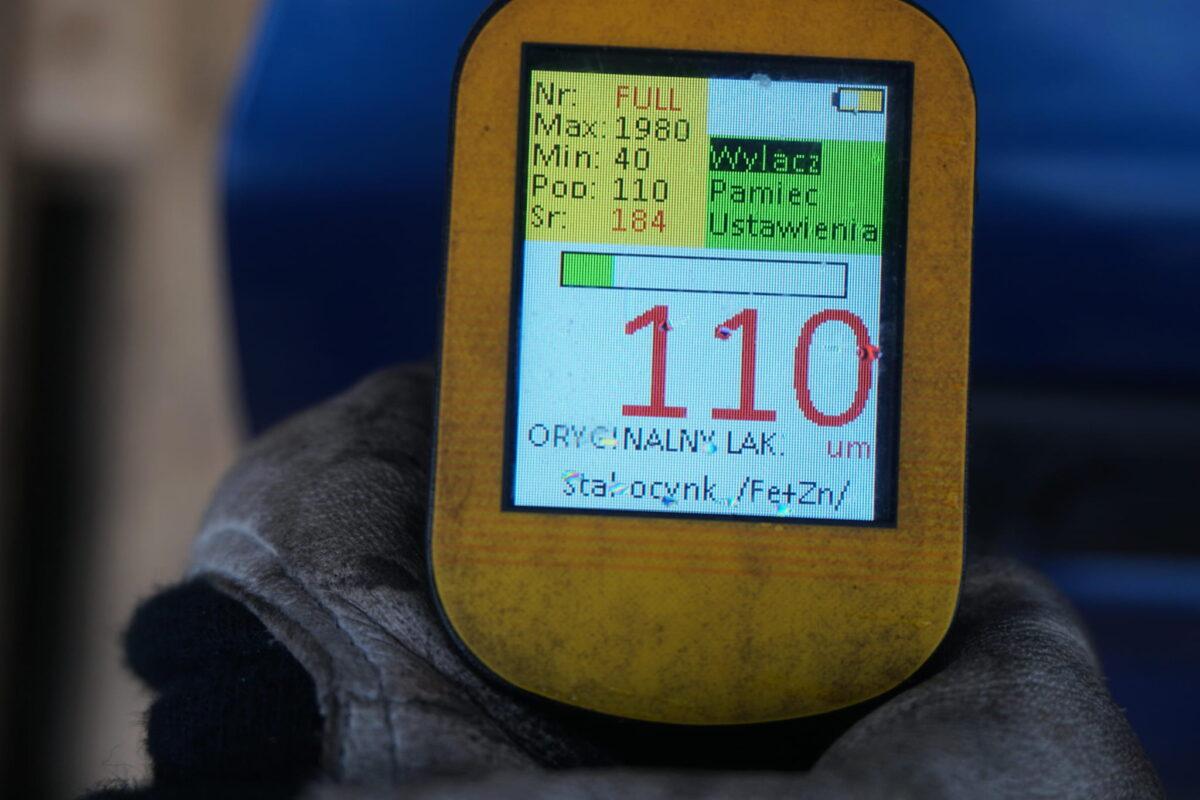 Nr: FULL
Max: 1980
Min: 40
Pop: 110
Sr: 184
Wylacz
Pamiec
Ustawienia
110
um
ORYGINALNY LAK.
Stal ocynk. /Fe+Zn/